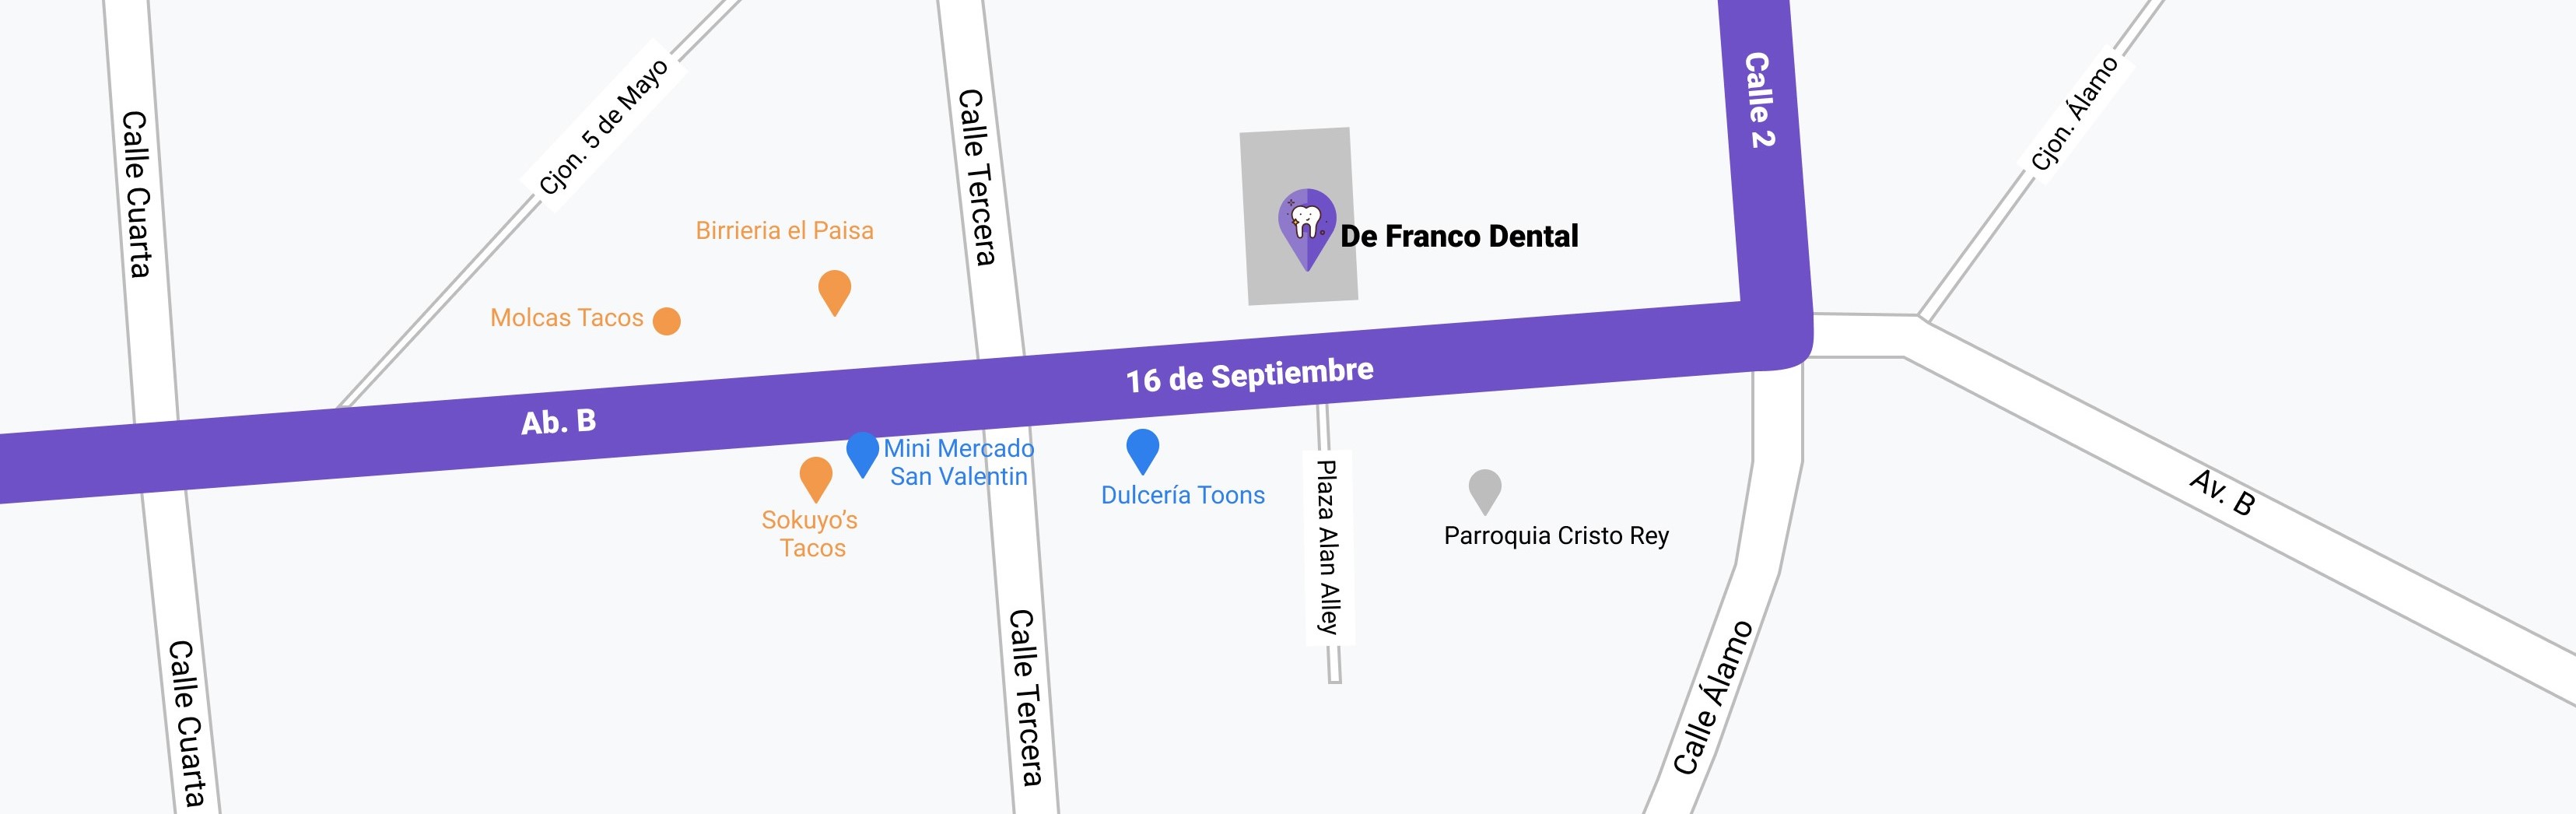 Calle Cuarta
Cjon. 5 de Mayo
Calle Tercera
Calle 2
Cjon. Álamo
Birrieria el Paisa
De Franco Dental
Molcas Tacos
16 de Septiembre
Ab. B
Mini Mercado
San Valentin
Dulcería Toons
Sokuyo’s
Tacos
Plaza Alan Alley
Parroquia Cristo Rey
Av. B
Calle Cuarta
Calle Tercera
Calle Álamo